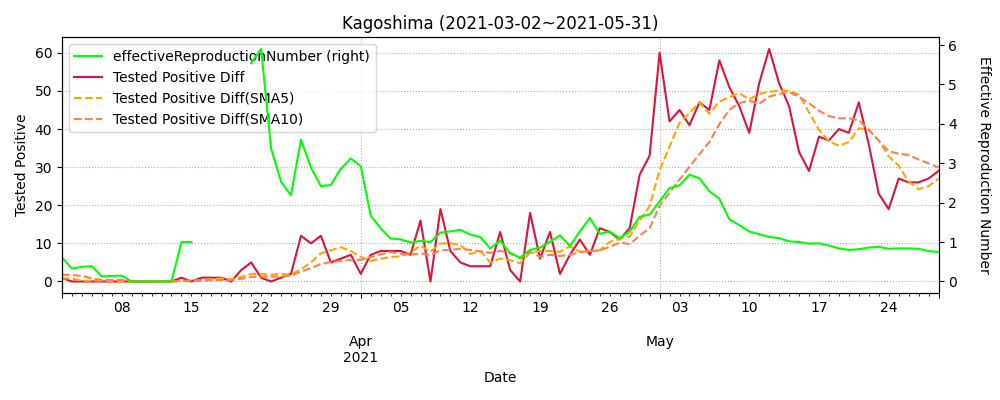 Kagoshima (2021-03-02~2021-05-31)
effectiveReproductionNumber (right)
Tested Positive Diff
Tested Positive Diff(SMA5)
Tested Positive Diff(SMA10)
Tested Positive
60
50
40
30
20
10
0
6
5
4
3
2
1
0
Effective Reproduction Number
08 15 22 29 05 12 19 26 03 10 17 24
Apr May
2021
Date